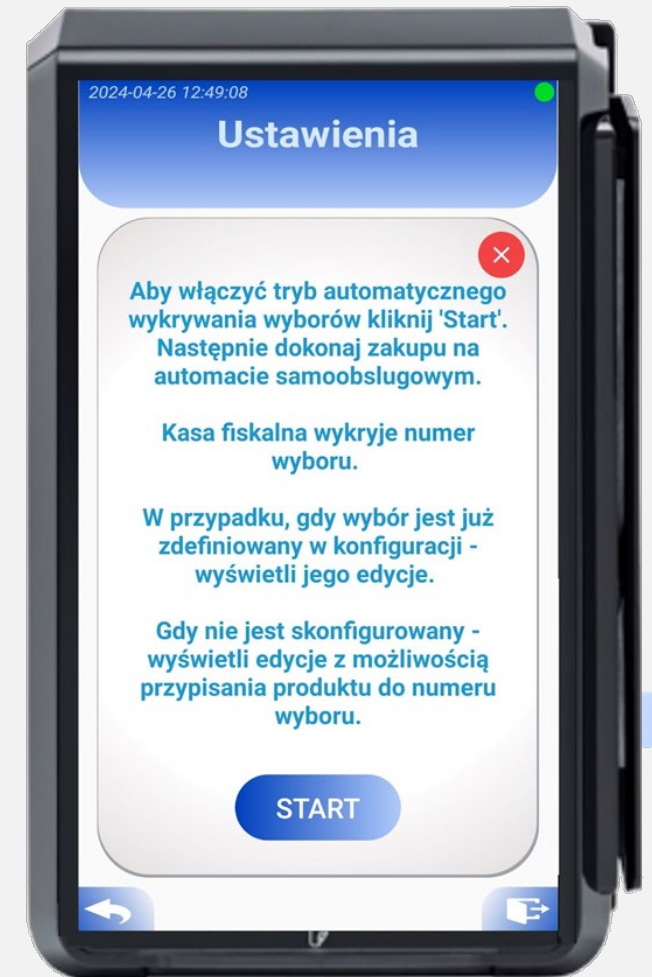 2024-04-26 12:49:08
Ustawienia
Aby włączyć tryb automatycznego
wykrywania wyborów kliknij 'Start'.
Następnie dokonaj zakupu na
automacie samoobslugowym.
Kasa fiskalna wykryje numer
wyboru.
W przypadku, gdy wybór jest już
zdefiniowany w konfiguracji -
wyświetli jego edycje.
Gdy nie jest skonfigurowany -
wyświetli edycje z możliwością
przypisania produktu do numeru
wyboru.
START